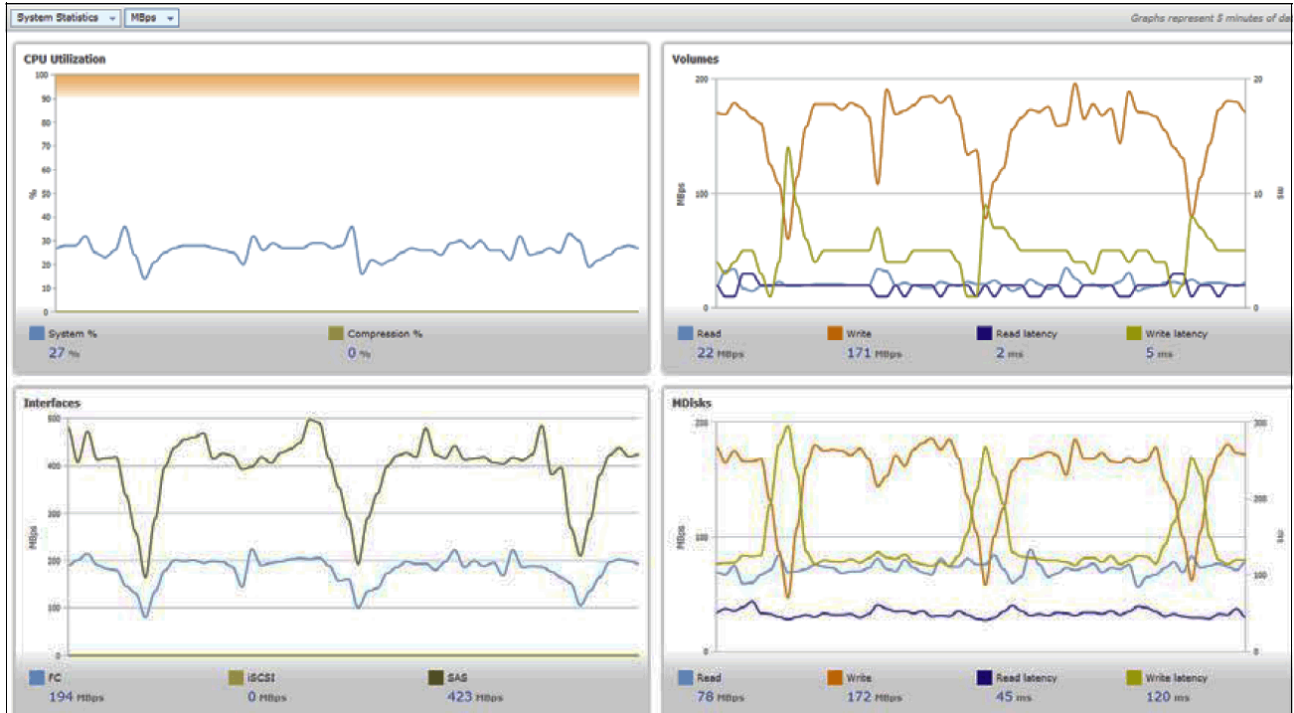 System Statistics MBps Graphs represent 5 minutes of da
CPU Utilization
100
90
80
70
60
50
40
30
20
10
0
%
System % Compression %
27 % 0 %
Volumes
200 20
100 10
0 0
MBps ms
Read Write Read latency Write latency
22 MBps 171 MBps 2 ms 5 ms
Interfaces
500
400
300
200
100
0
MBps
FC iSCSI SAS
194 MBps 0 MBps 423 MBps
MDisks
200 300
200
100
100
0 0
MBps ms
Read Write Read latency Write latency
78 MBps 172 MBps 45 ms 120 ms